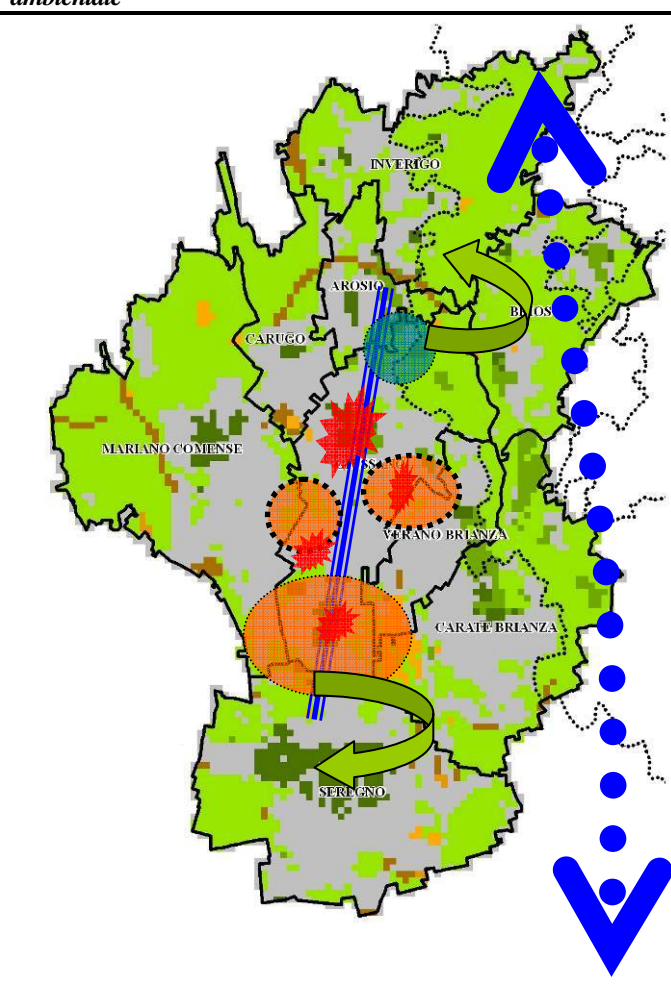 ambientale
INVERIGO
AROSIO
CARUGO
MARIANO COMENSE
VERANO BRIANZA
CARATE BRIANZA
SEREGNO